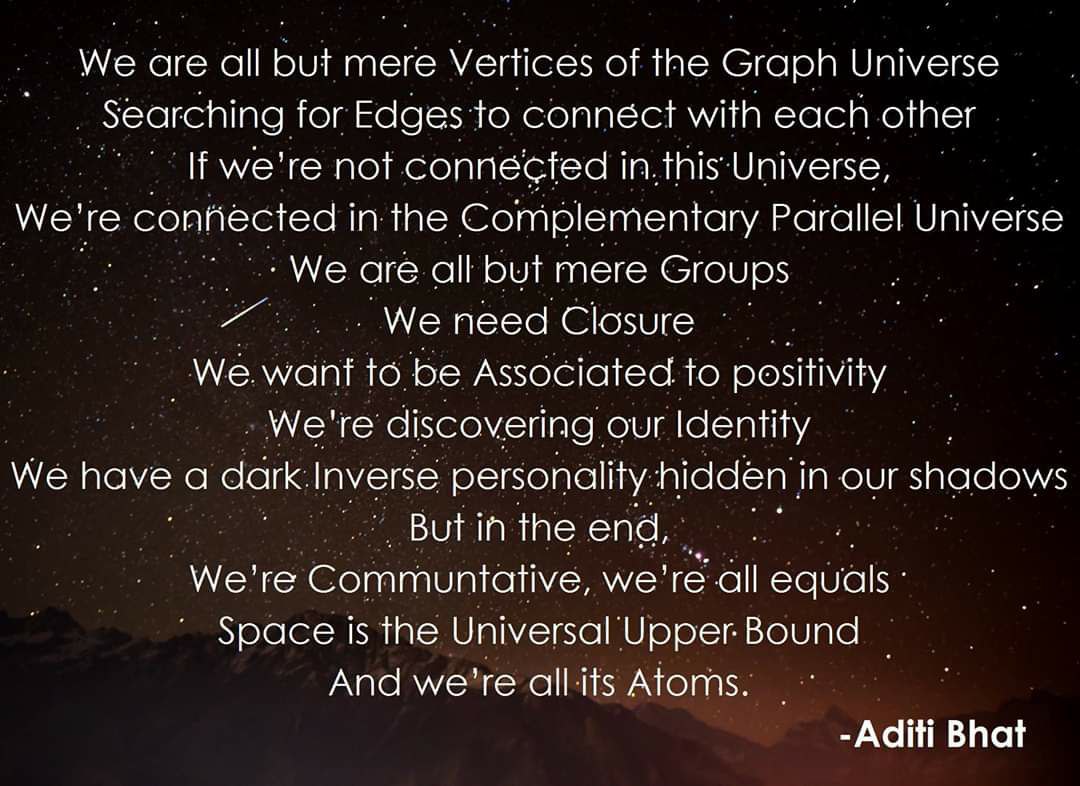 We are all but mere Vertices of the Graph Universe
Searching for Edges to connect with each other
If we're not connected in this Universe,
We're connected in the Complementary Parallel Universe
We are all but mere Groups
We need Closure
We want to be Associated to positivity
We're discovering our Identity
We have a dark Inverse personality hidden in our shadows
But in the end,
We're Communtative, we're all equals
Space is the Universal Upper Bound
And we're all its Atoms.
-Aditi Bhat